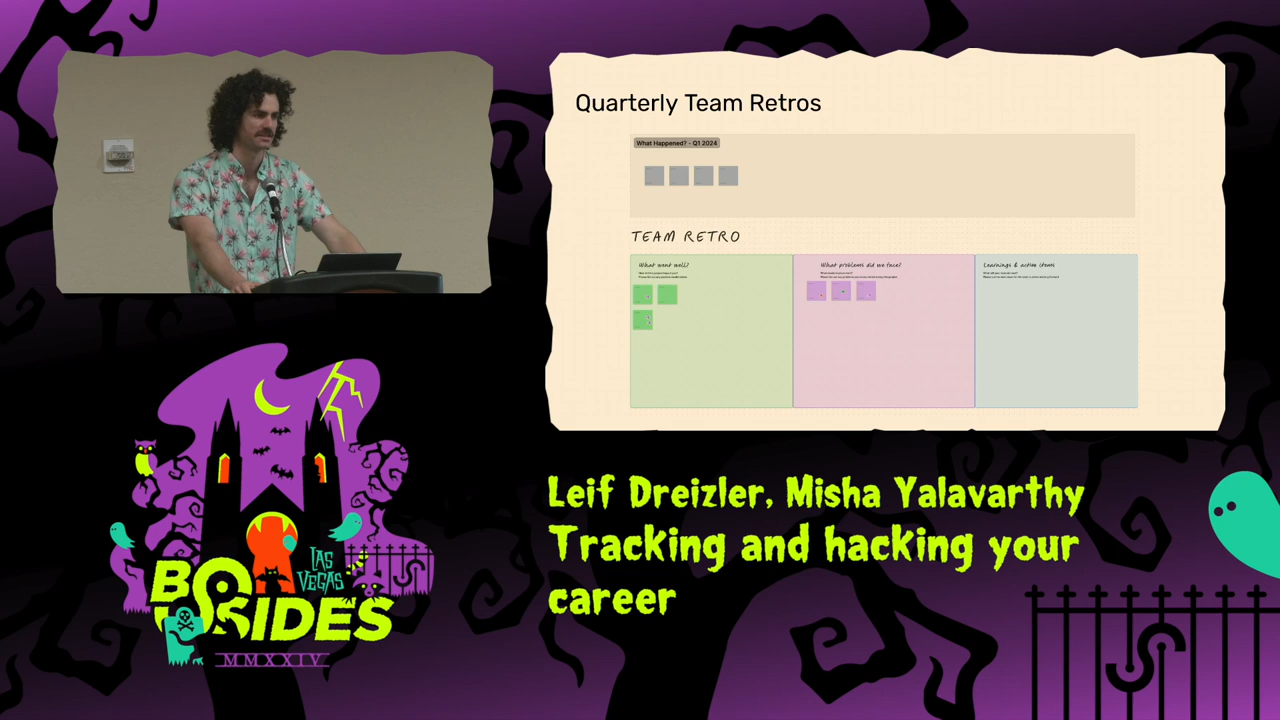 Quarterly Team Retros
What Happened? - Q1 2024
TEAM RETRO
What went well?
What problems did we face?
Learnings & action items
Leif Dreizler, Misha Yalavarthy
Tracking and hacking your
career
LAS
VEGAS
BSIDES
MMXXIV